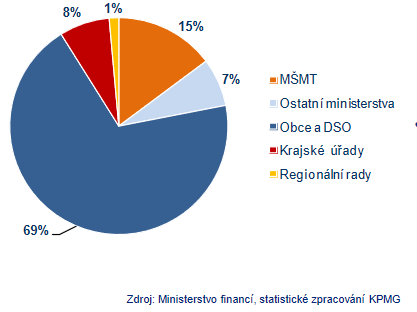 1%
8%
15%
7%
69%
MŠMT
Ostatní ministerstva
Obce a DSO
Krajské úřady
Regionální rady
Zdroj: Ministerstvo financí, statistické zpracování KPMG